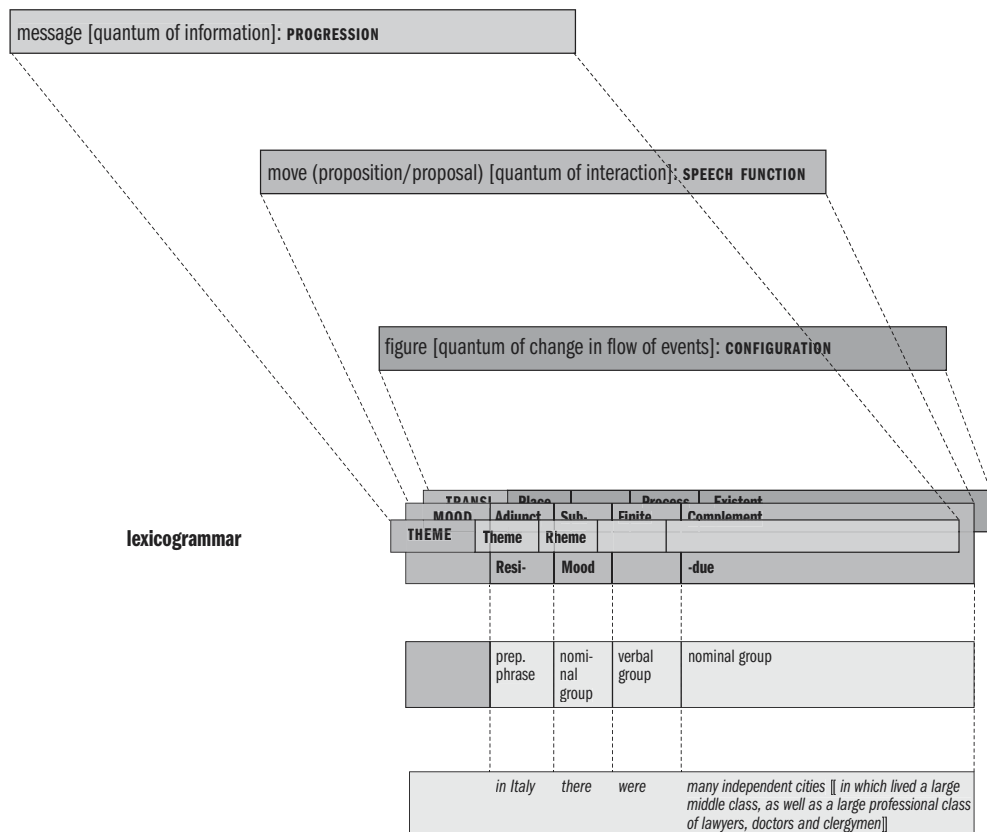 message [quantum of information]: PROGRESSION
move (proposition/proposal) [quantum of interaction]: SPEECH FUNCTION
figure [quantum of change in flow of events]: CONFIGURATION
TRANSI Place Process Existent
MOOD Adjunct Sub- Finite Complement
lexicogrammar
THEME Theme Rheme
Resi- Mood -due
prep. phrase
nomi-
nal
group
verbal
group
nominal group
in Italy there were many independent cities [[ in which lived a large
middle class, as well as a large professional class
of lawyers, doctors and clergymen]]